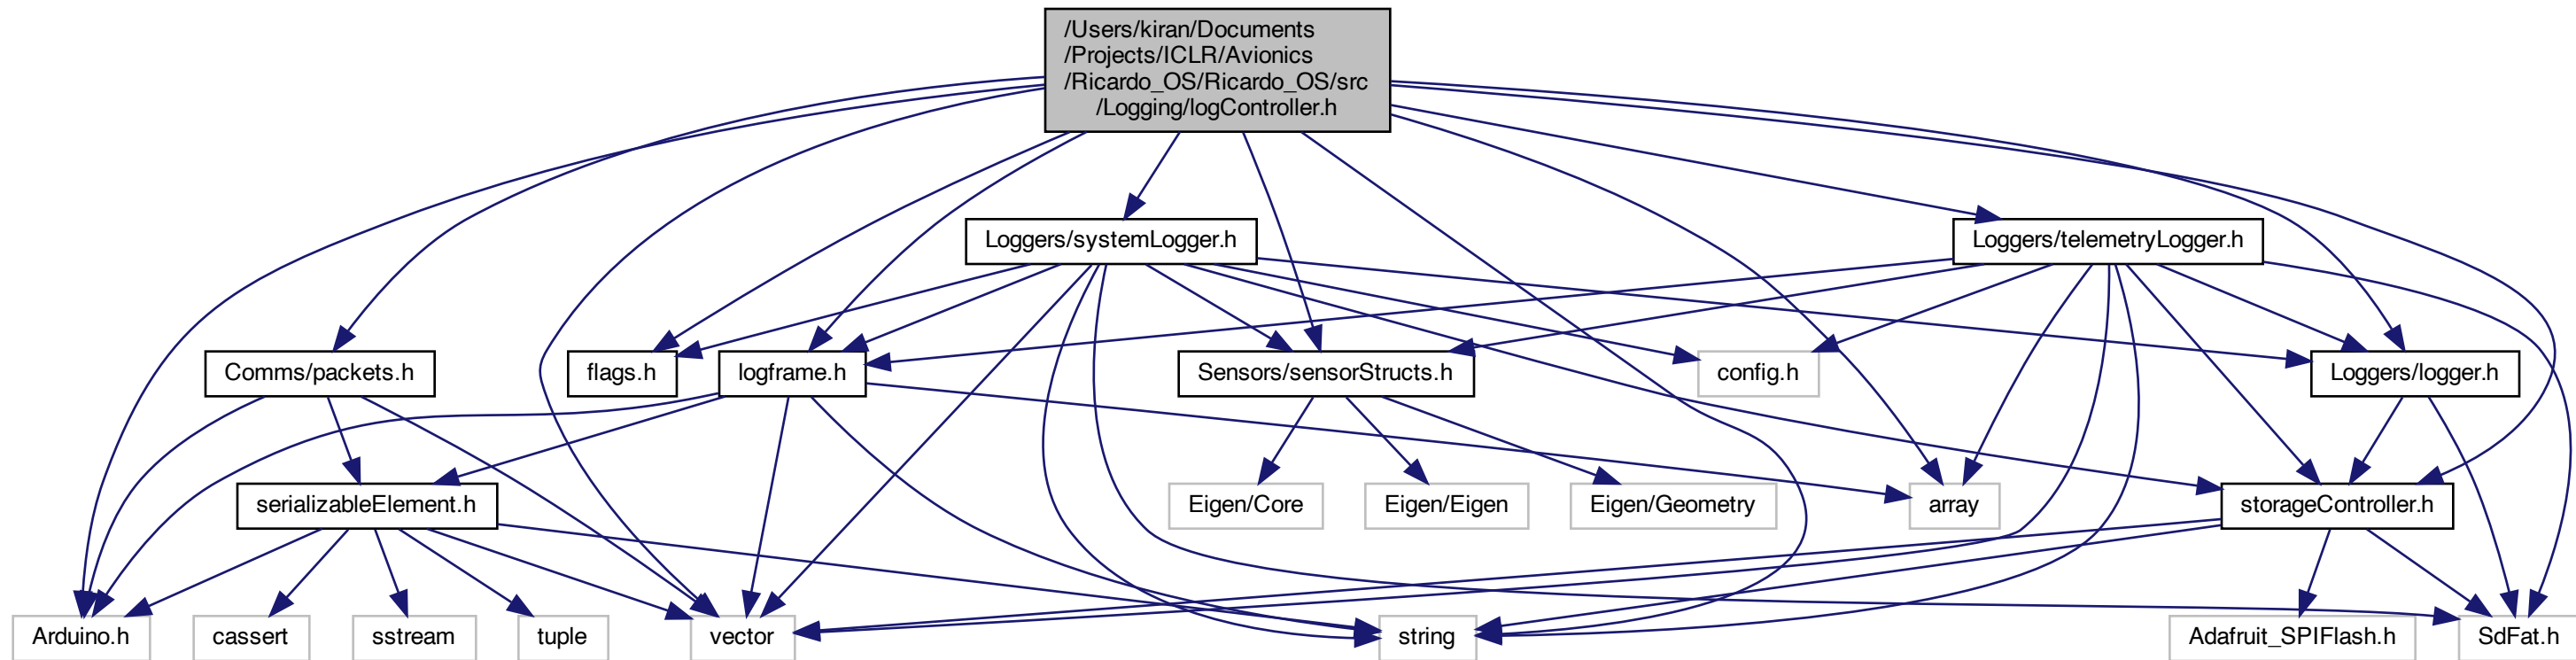 /Users/kiran/Documents
/Projects/ICLR/Avionics
/Ricardo_OS/Ricardo_OS/src
/Logging/logController.h
Loggers/systemLogger.h
Loggers/telemetryLogger.h
Comms/packets.h
flags.h
logframe.h
Sensors/sensorStructs.h
config.h
Loggers/logger.h
serializableElement.h
Eigen/Core
Eigen/Eigen
Eigen/Geometry
array
storageController.h
Arduino.h
cassert
sstream
tuple
vector
string
Adafruit_SPIFlash.h
SdFat.h